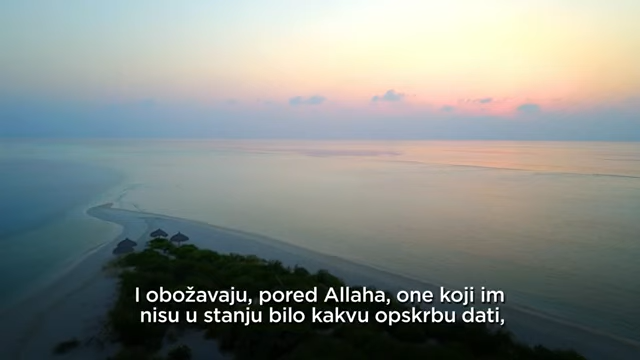 I obožavaju, pored Allaha, one koji im
nisu u stanju bilo kakvu opskrbu dati,